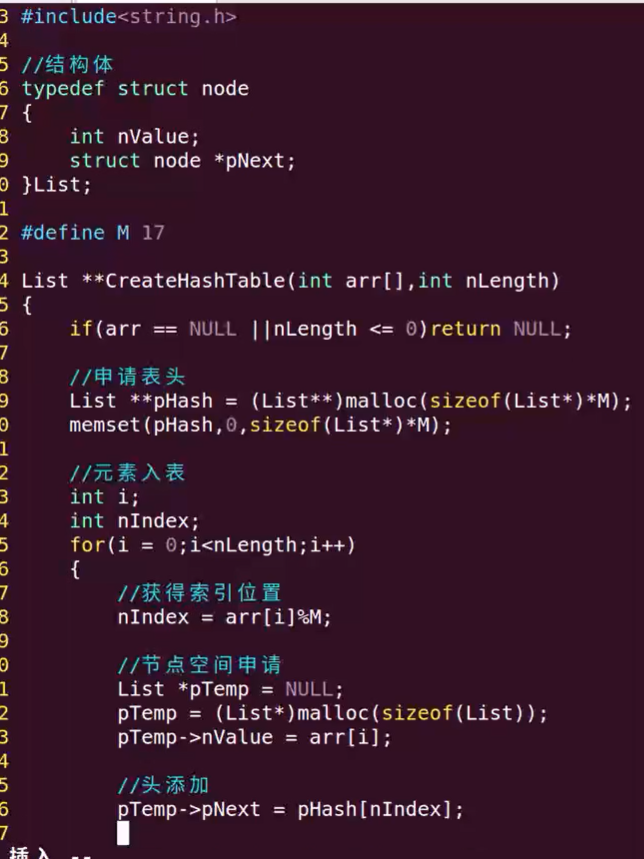 3 #include<string.h>
4
5 //结构体
6 typedef struct node
7 {
8     int nValue;
9     struct node *pNext;
0 }List;
1
2 #define M 17
3
4 List **CreateHashTable(int arr[],int nLength)
5 {
6     if(arr == NULL ||nLength <= 0)return NULL;
7
8     //申请表头
9     List **pHash = (List**)malloc(sizeof(List*)*M);
0     memset(pHash,0,sizeof(List*)*M);
1
2     //元素入表
3     int i;
4     int nIndex;
5     for(i = 0;i<nLength;i++)
6     {
7         //获得索引位置
8         nIndex = arr[i]%M;
9
0         //节点空间申请
1         List *pTemp = NULL;
2         pTemp = (List*)malloc(sizeof(List));
3         pTemp->nValue = arr[i];
4
5         //头添加
6         pTemp->pNext = pHash[nIndex];
7
插入 --